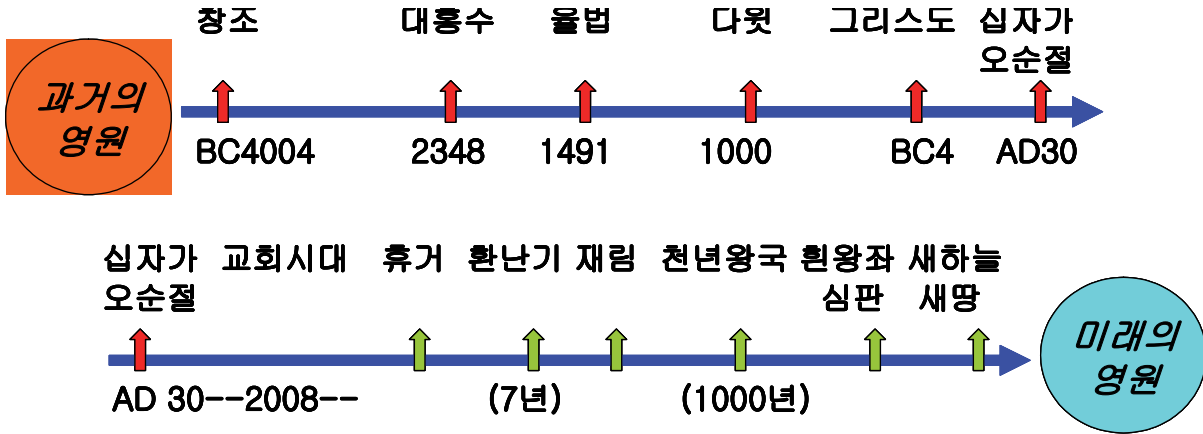 창조 대홍수 율법 다윗 그리스도 십자가
오순절
과거의
영원
BC4004 2348 1491 1000 BC4 AD30
십자가 교회시대 휴거 환난기 재림 천년왕국 흰왕좌 새하늘
오순절 심판 새땅
미래의
영원
AD 30--2008-- (7년) (1000년)